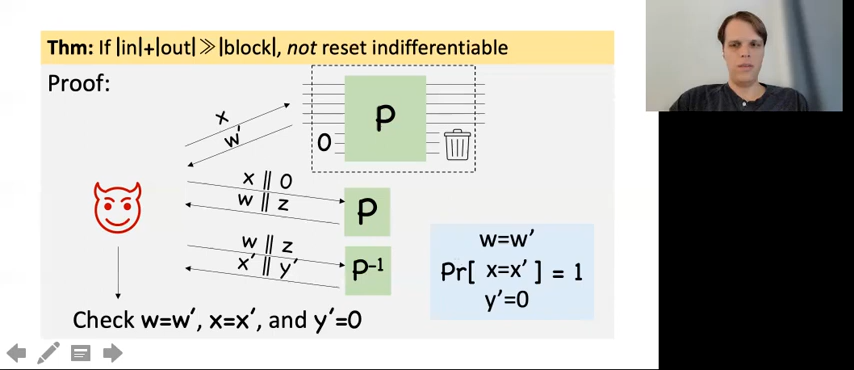 Thm: If |in|+|out|≫|block|, not reset indifferentiable
Proof:
x
w'
0
P
x || 0
w || z
P
w || z
x' || y'
P⁻¹
w=w'
Pr[ x=x' ] = 1
y'=0
Check w=w', x=x', and y'=0